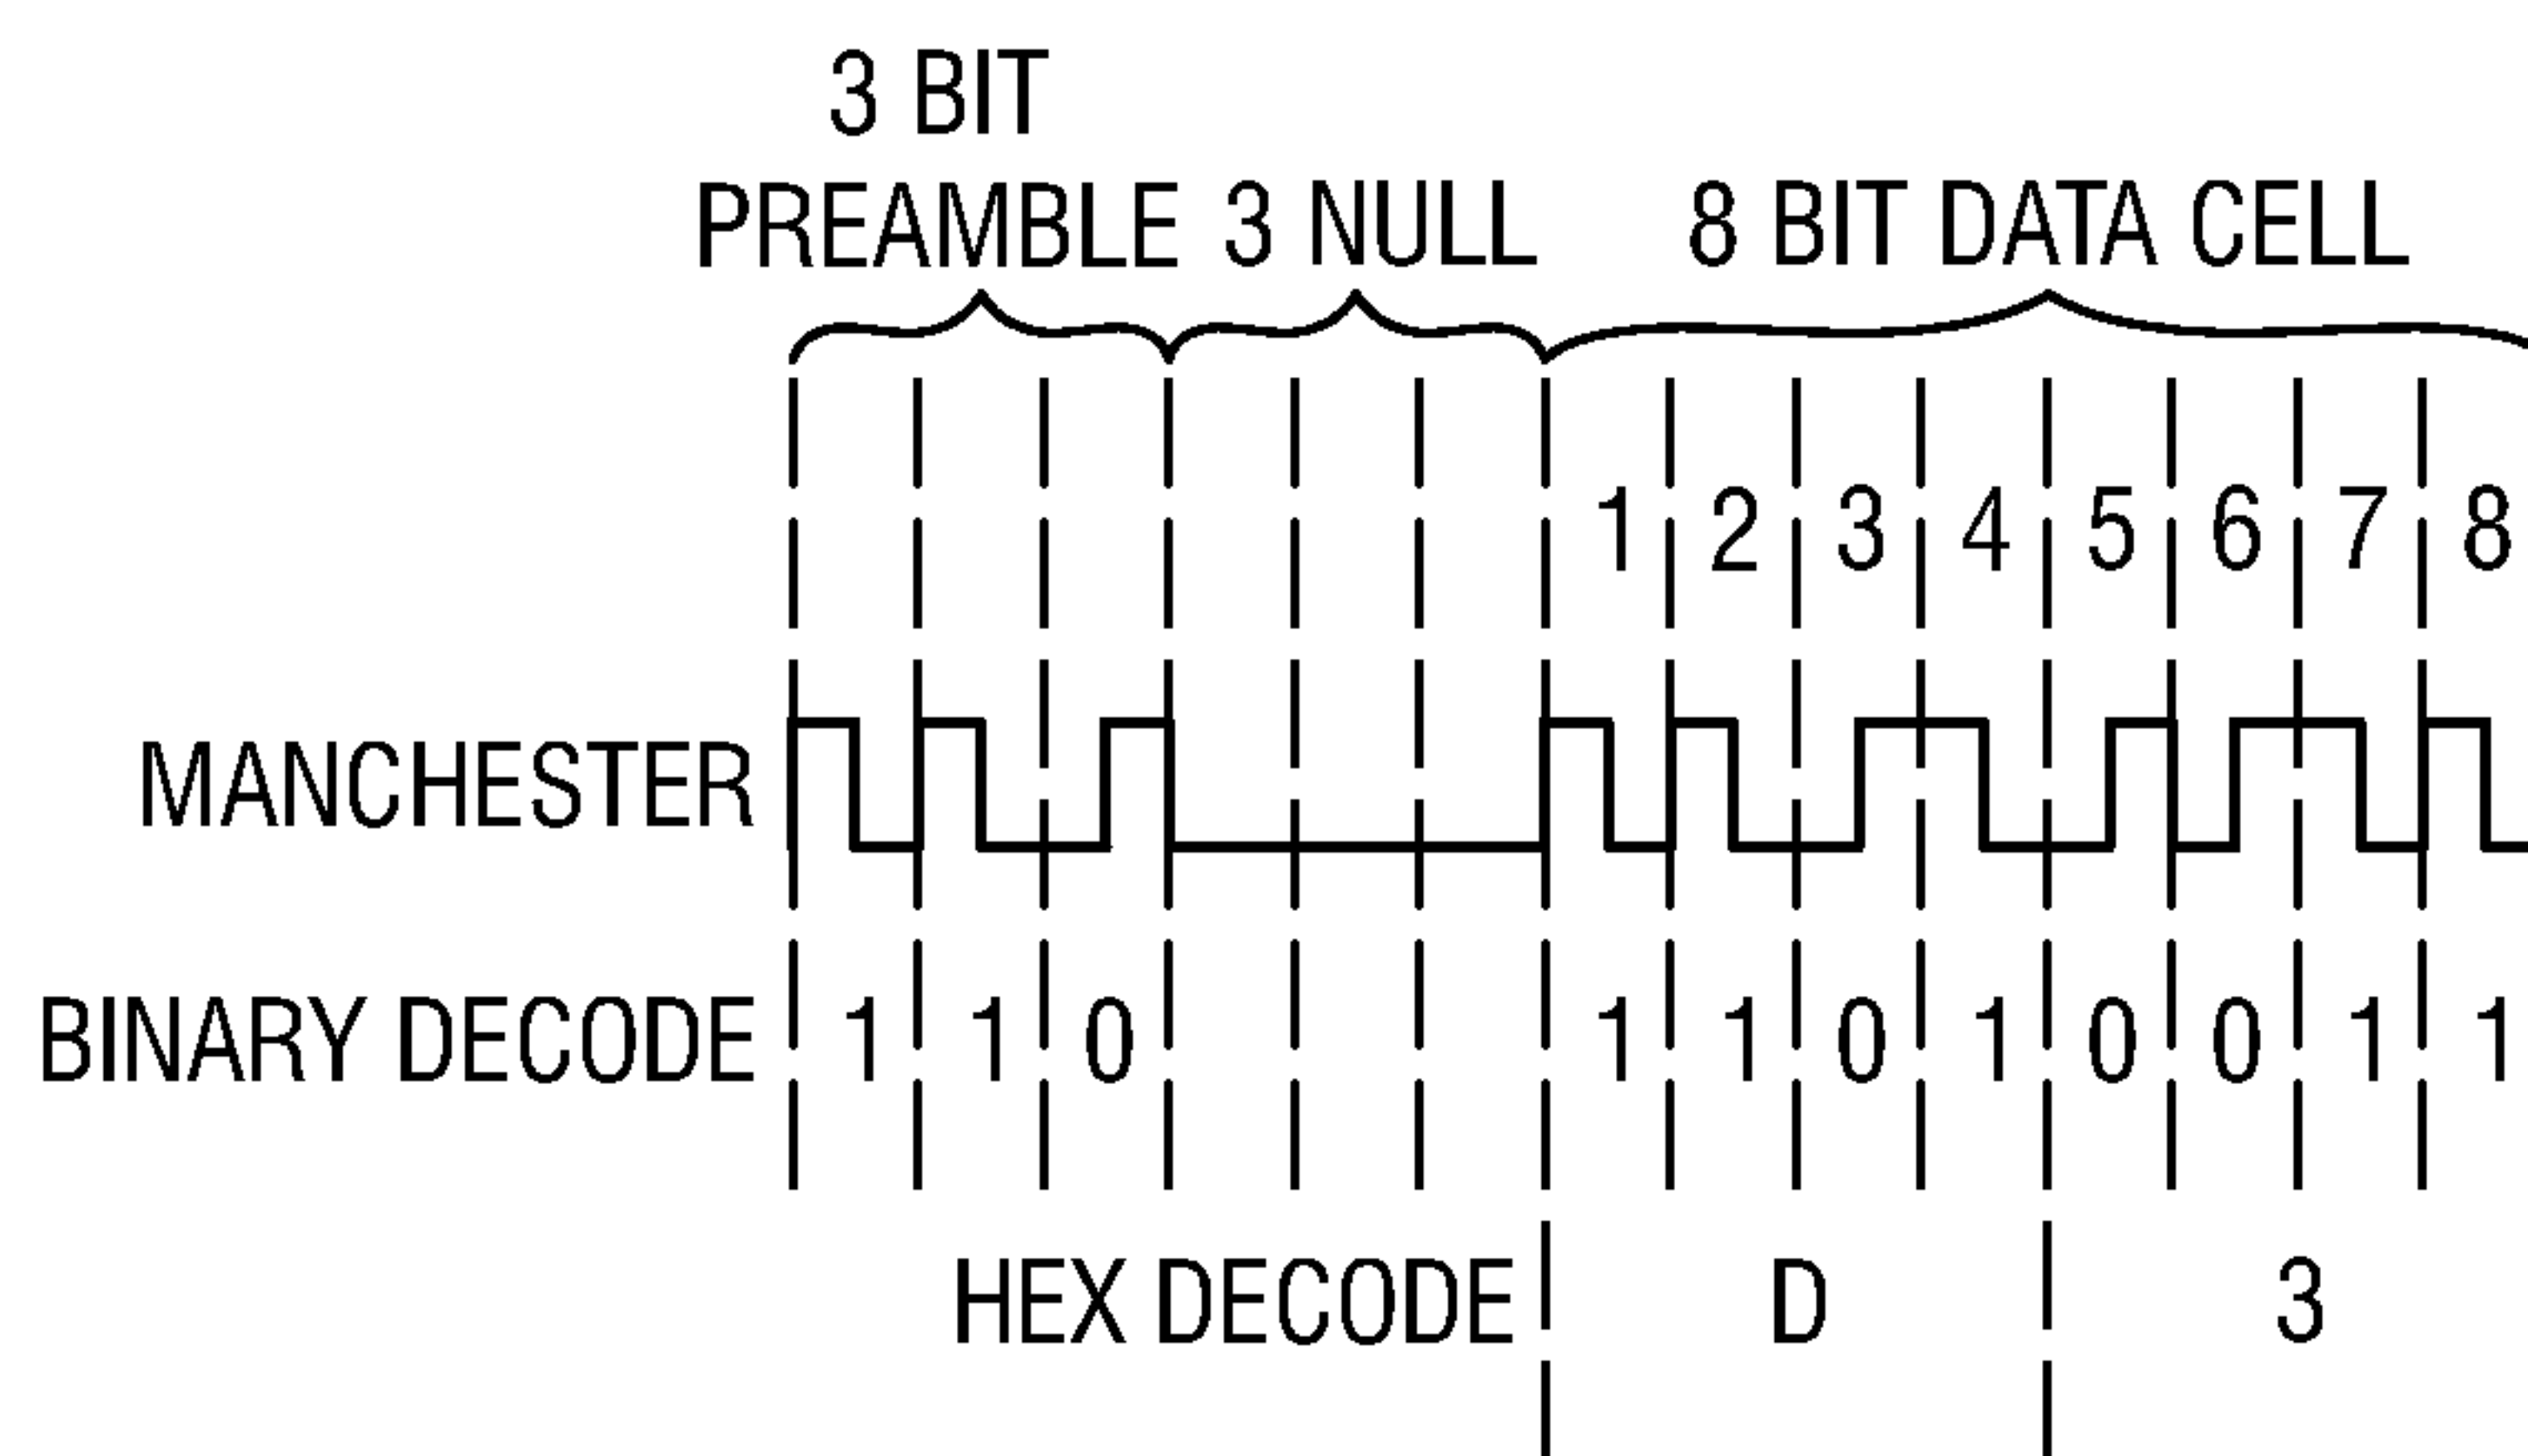 3 BIT
PREAMBLE 3 NULL 8 BIT DATA CELL
1 2 3 4 5 6 7 8
MANCHESTER
BINARY DECODE 1 1 0 1 1 0 1 0 0 1 1
HEX DECODE D 3